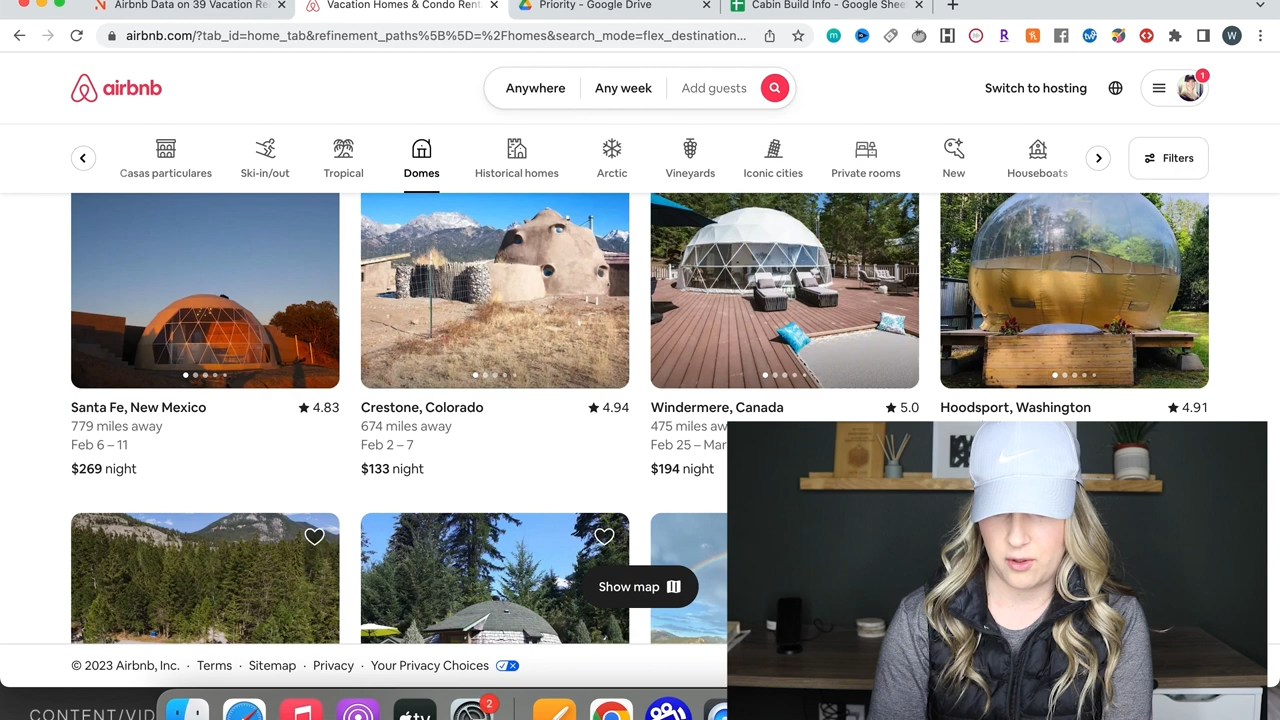 Airbnb Data on 39 Vacation Re
Vacation Homes & Condo Rent
Priority - Google Drive
Cabin Build Info - Google Shee
airbnb.com/?tab_id=home_tab&refinement_paths%5B%5D=%2Fhomes&search_mode=flex_destination...
W
airbnb
Anywhere
Any week
Add guests
Switch to hosting
1
Casas particulares
Ski-in/out
Tropical
Domes
Historical homes
Arctic
Vineyards
Iconic cities
Private rooms
New
Houseboats
Filters
Santa Fe, New Mexico
4.83
779 miles away
Feb 6 – 11
$269 night
Crestone, Colorado
4.94
674 miles away
Feb 2 – 7
$133 night
Windermere, Canada
5.0
475 miles aw
Feb 25 – Mar
$194 night
Hoodsport, Washington
4.91
Show map
© 2023 Airbnb, Inc. · Terms · Sitemap · Privacy · Your Privacy Choices
CONTENT/VID
tv
2